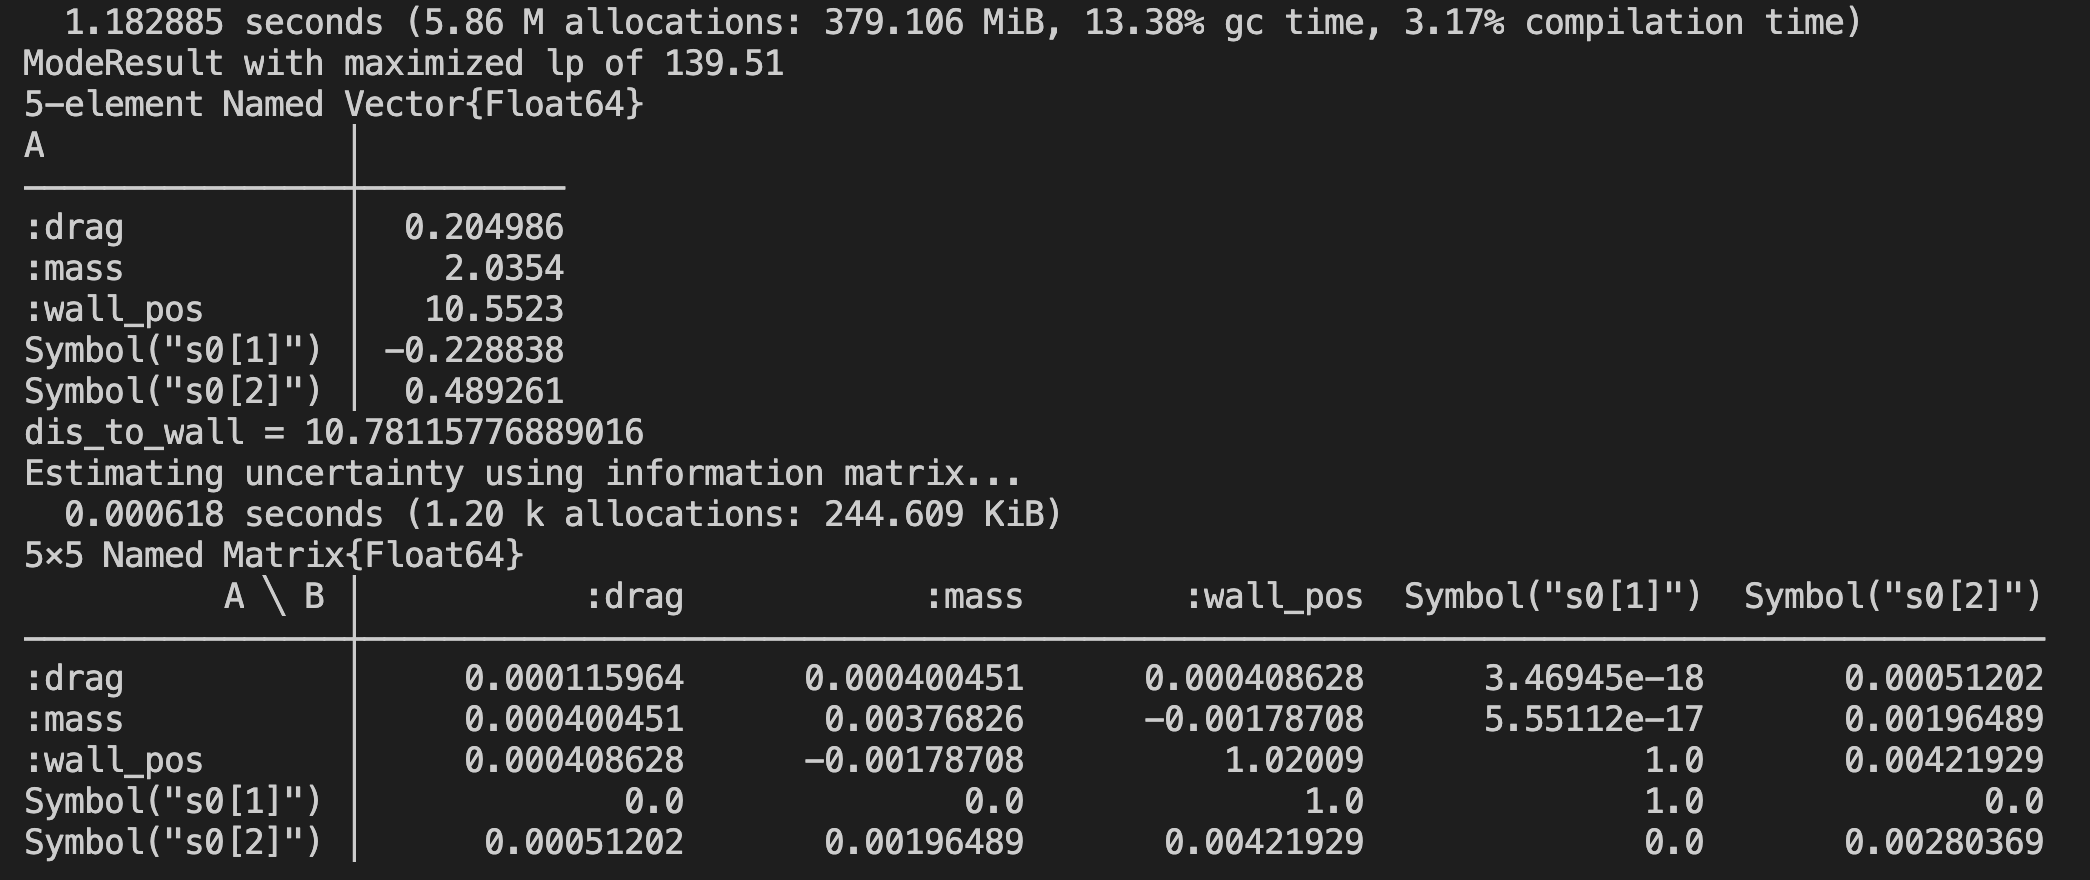 1.182885 seconds (5.86 M allocations: 379.106 MiB, 13.38% gc time, 3.17% compilation time)
ModeResult with maximized lp of 139.51
5-element Named Vector{Float64}
A
:drag 0.204986
:mass 2.0354
:wall_pos 10.5523
Symbol("s0[1]") -0.228838
Symbol("s0[2]") 0.489261
dis_to_wall = 10.78115776889016
Estimating uncertainty using information matrix...
0.000618 seconds (1.20 k allocations: 244.609 KiB)
5×5 Named Matrix{Float64}
A ╲ B :drag :mass :wall_pos Symbol("s0[1]") Symbol("s0[2]")
:drag 0.000115964 0.000400451 0.000408628 3.46945e-18 0.00051202
:mass 0.000400451 0.00376826 -0.00178708 5.55112e-17 0.00196489
:wall_pos 0.000408628 -0.00178708 1.02009 1.0 0.00421929
Symbol("s0[1]") 0.0 0.0 1.0 1.0 0.0
Symbol("s0[2]") 0.00051202 0.00196489 0.00421929 0.0 0.00280369